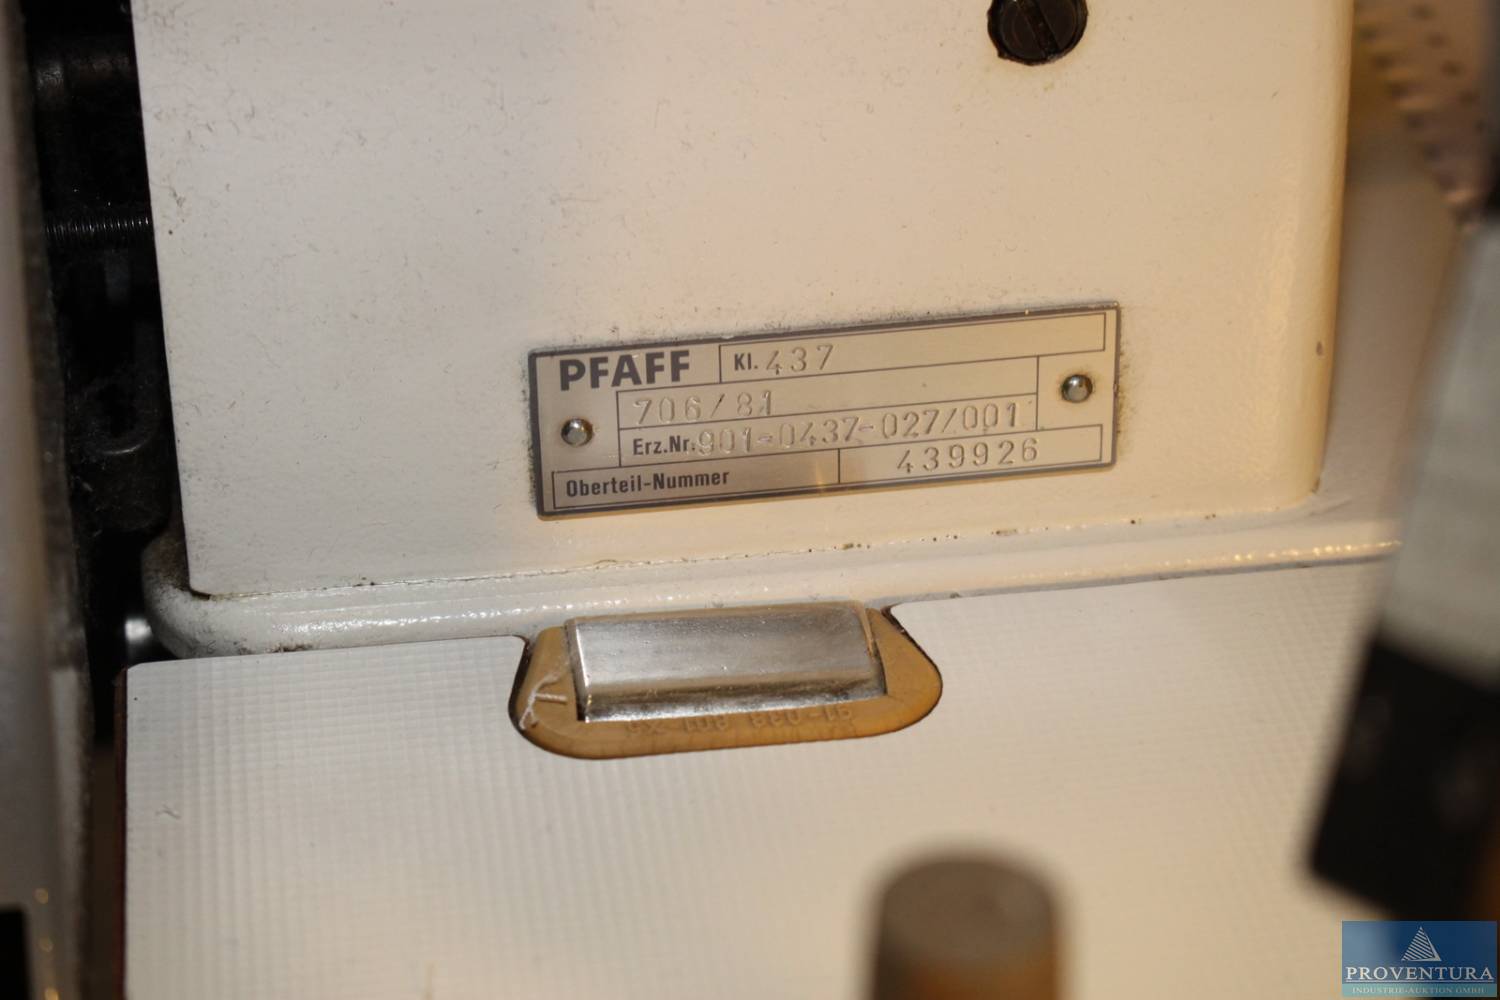 PFAFF Kl. 437
706/81
Erz.Nr. 901-0437-027/001
Oberteil-Nummer 439926
PROVENTURA
INDUSTRIE-AUKTION GMBH